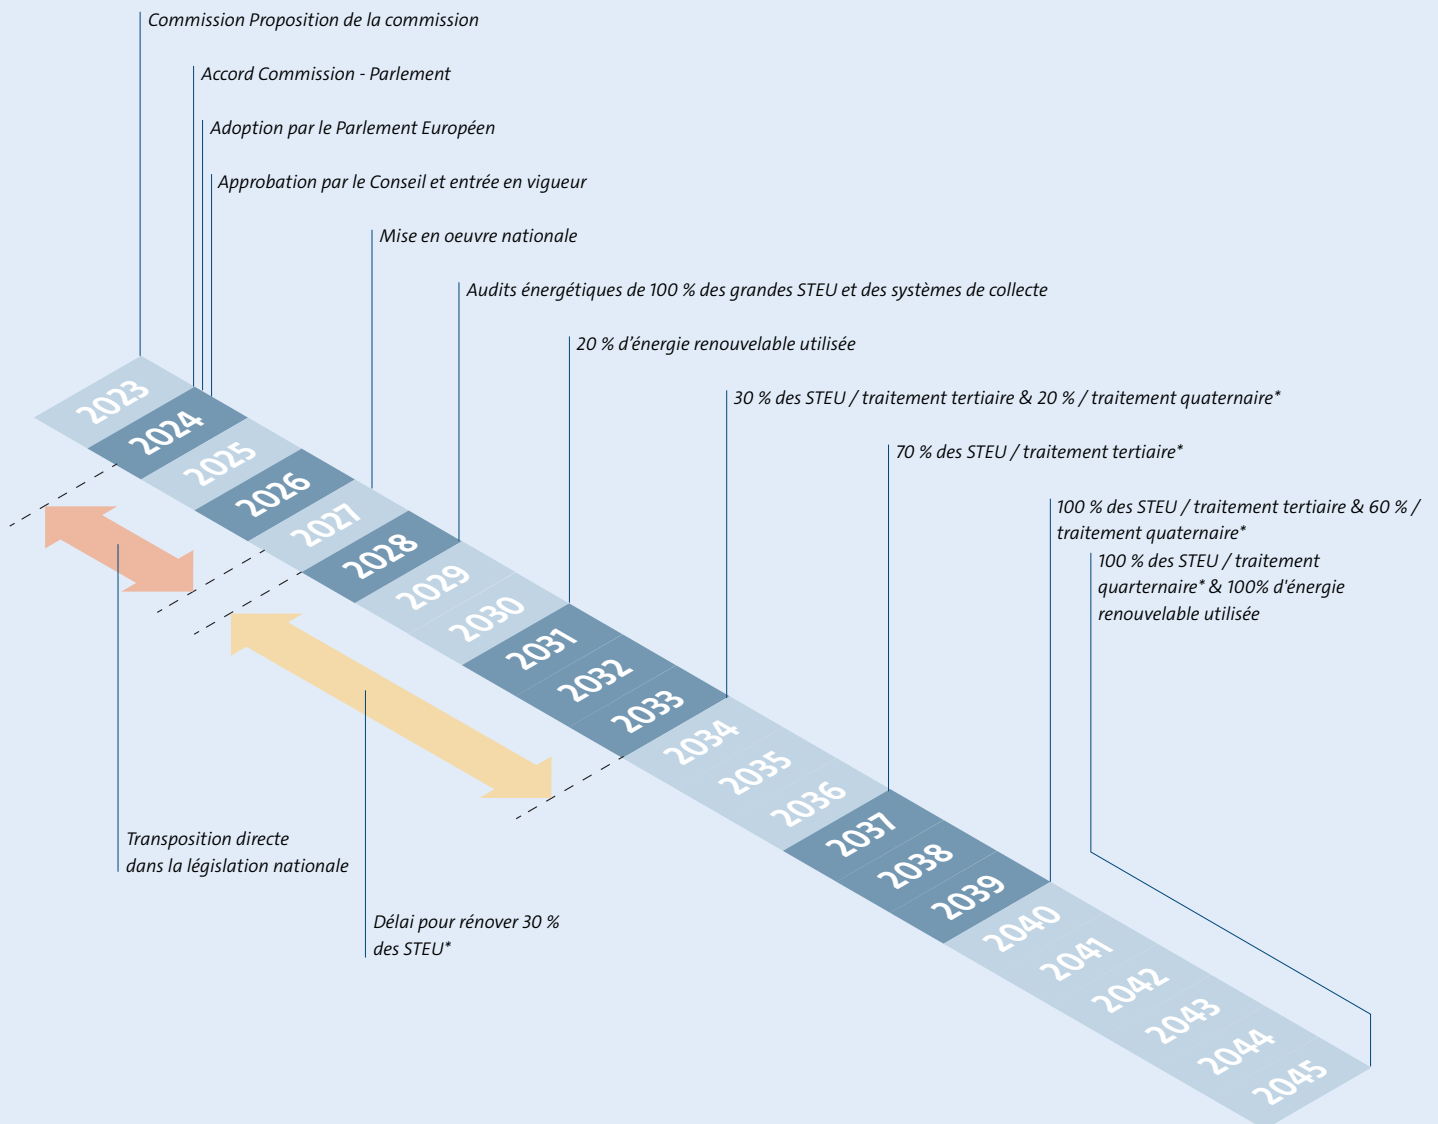 Commission Proposition de la commission
Accord Commission - Parlement
Adoption par le Parlement Européen
Approbation par le Conseil et entrée en vigueur
Mise en oeuvre nationale
Audits énergétiques de 100 % des grandes STEU et des systèmes de collecte
20 % d'énergie renouvelable utilisée
30 % des STEU / traitement tertiaire & 20 % / traitement quaternaire*
70 % des STEU / traitement tertiaire*
100 % des STEU / traitement tertiaire & 60 % /
traitement quaternaire*
100 % des STEU / traitement
quarternaire* & 100% d'énergie
renouvelable utilisée
2023
2024
2025
2026
2027
2028
2029
2030
2031
2032
2033
2034
2035
2036
2037
2038
2039
2040
2041
2042
2043
2044
2045
Transposition directe
dans la législation nationale
Délai pour rénover 30 %
des STEU*